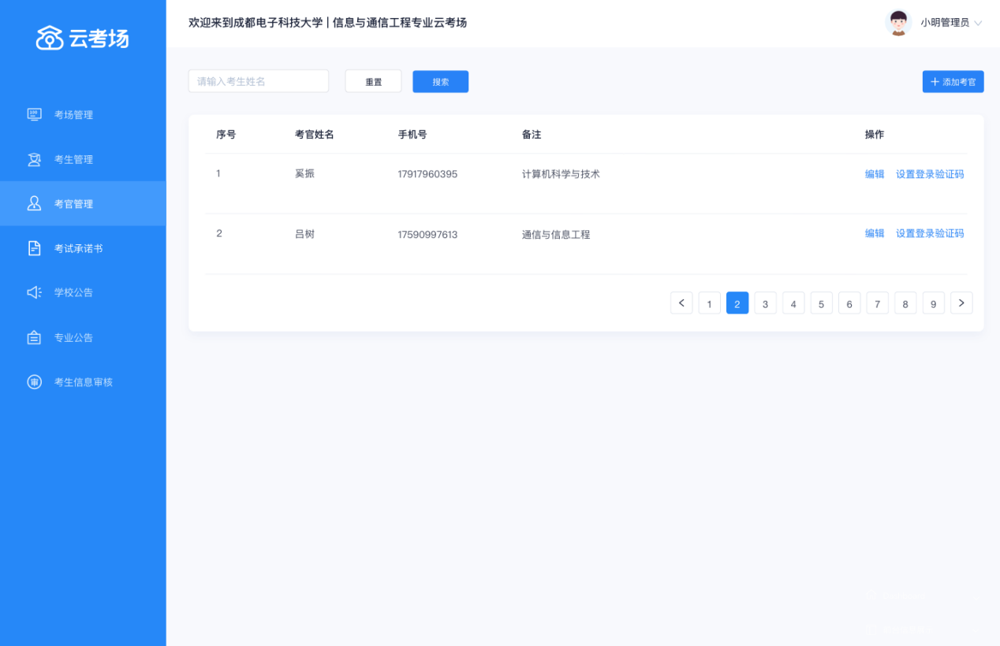 云考场
欢迎来到成都电子科技大学 | 信息与通信工程专业云考场
小明管理员
考场管理
考生管理
考官管理
考试承诺书
学校公告
专业公告
审 考生信息审核
请输入考生姓名
重置
搜索
添加考官
序号 考官姓名 手机号 备注 操作
1 奚振 17917960395 计算机科学与技术 编辑 设置登录验证码
2 吕树 17590997613 通信与信息工程 编辑 设置登录验证码
< 1 2 3 4 5 6 7 8 9 >